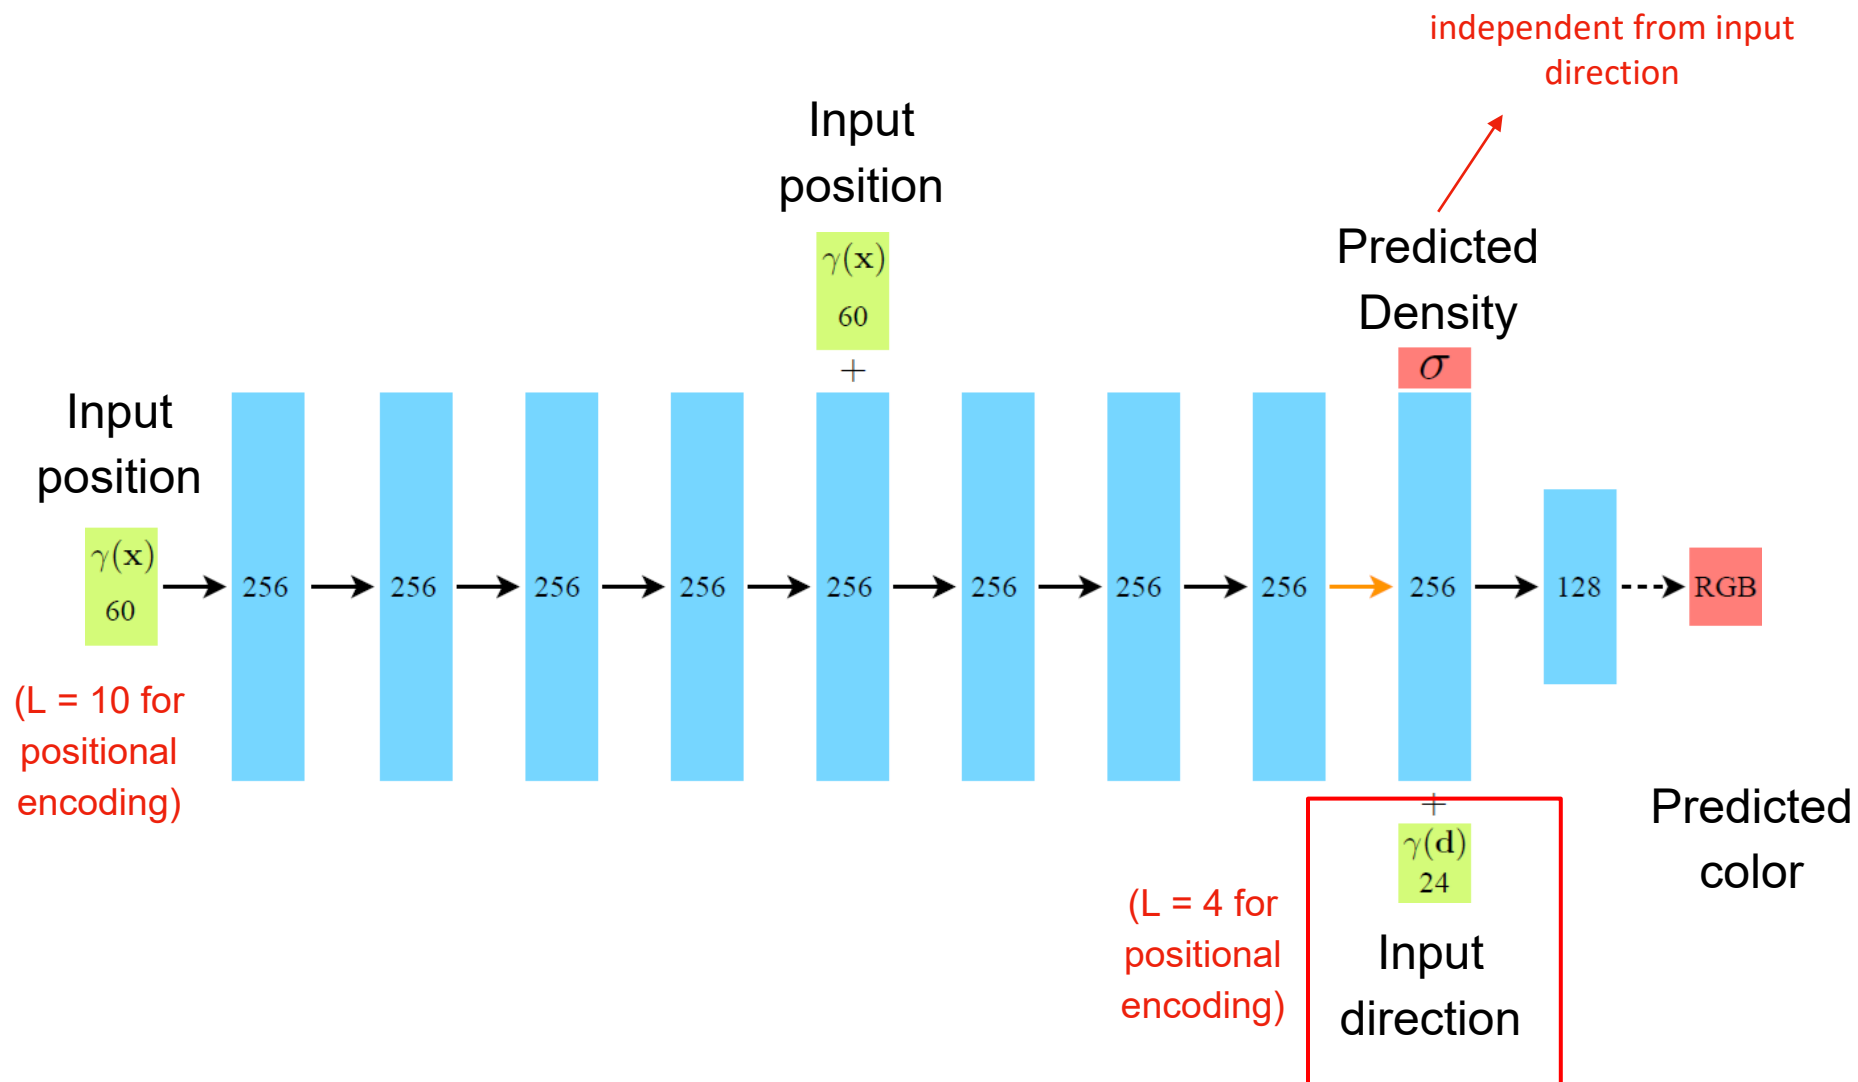 independent from input
direction
Input
position
γ(x)
60
+
Predicted
Density
σ
Input
position
γ(x)
60
256
256
256
256
256
256
256
256
256
128
RGB
(L = 10 for
positional
encoding)
+
γ(d)
24
(L = 4 for
positional
encoding)
Input
direction
Predicted
color